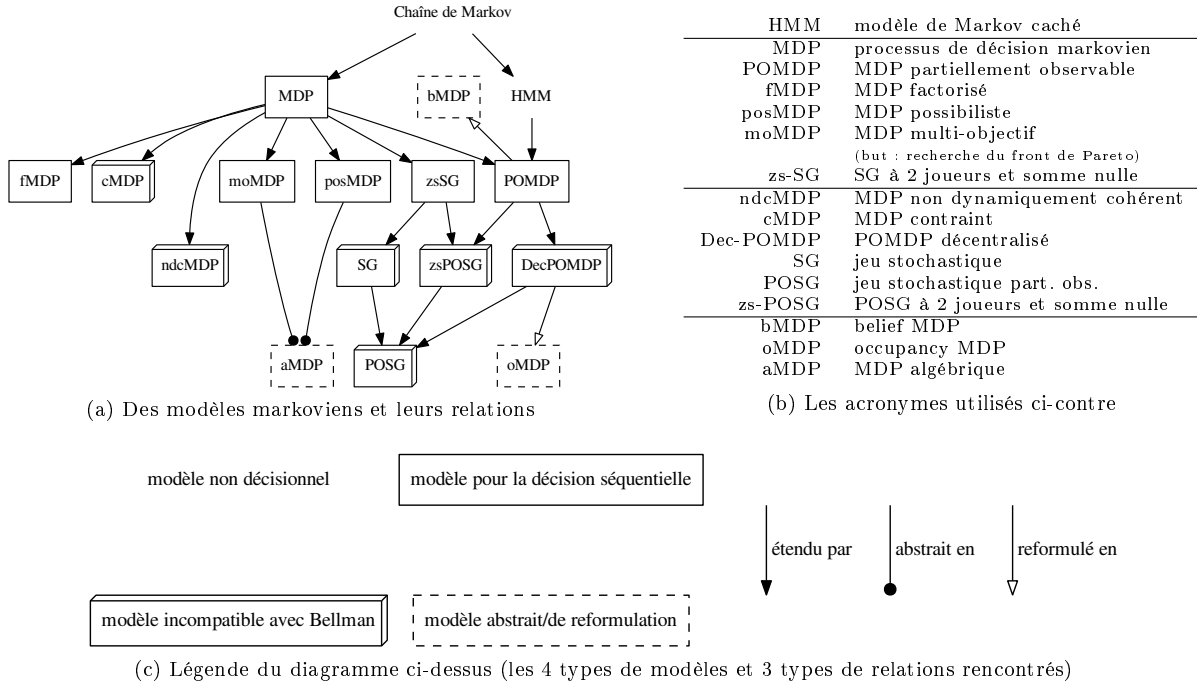 Chaîne de Markov
MDP
bMDP
HMM
fMDP
cMDP
moMDP
posMDP
zsSG
POMDP
ndcMDP
SG
zsPOSG
DecPOMDP
aMDP
POSG
oMDP
(a) Des modèles markoviens et leurs relations
HMM modèle de Markov caché
MDP processus de décision markovien
POMDP MDP partiellement observable
fMDP MDP factorisé
posMDP MDP possibiliste
moMDP MDP multi-objectif
(but : recherche du front de Pareto)
zs-SG SG à 2 joueurs et somme nulle
ndcMDP MDP non dynamiquement cohérent
cMDP MDP contraint
Dec-POMDP POMDP décentralisé
SG jeu stochastique
POSG jeu stochastique part. obs.
zs-POSG POSG à 2 joueurs et somme nulle
bMDP belief MDP
oMDP occupancy MDP
aMDP MDP algébrique
(b) Les acronymes utilisés ci-contre
modèle non décisionnel
modèle pour la décision séquentielle
étendu par
abstrait en
reformulé en
modèle incompatible avec Bellman
modèle abstrait/de reformulation
(c) Légende du diagramme ci-dessus (les 4 types de modèles et 3 types de relations rencontrés)